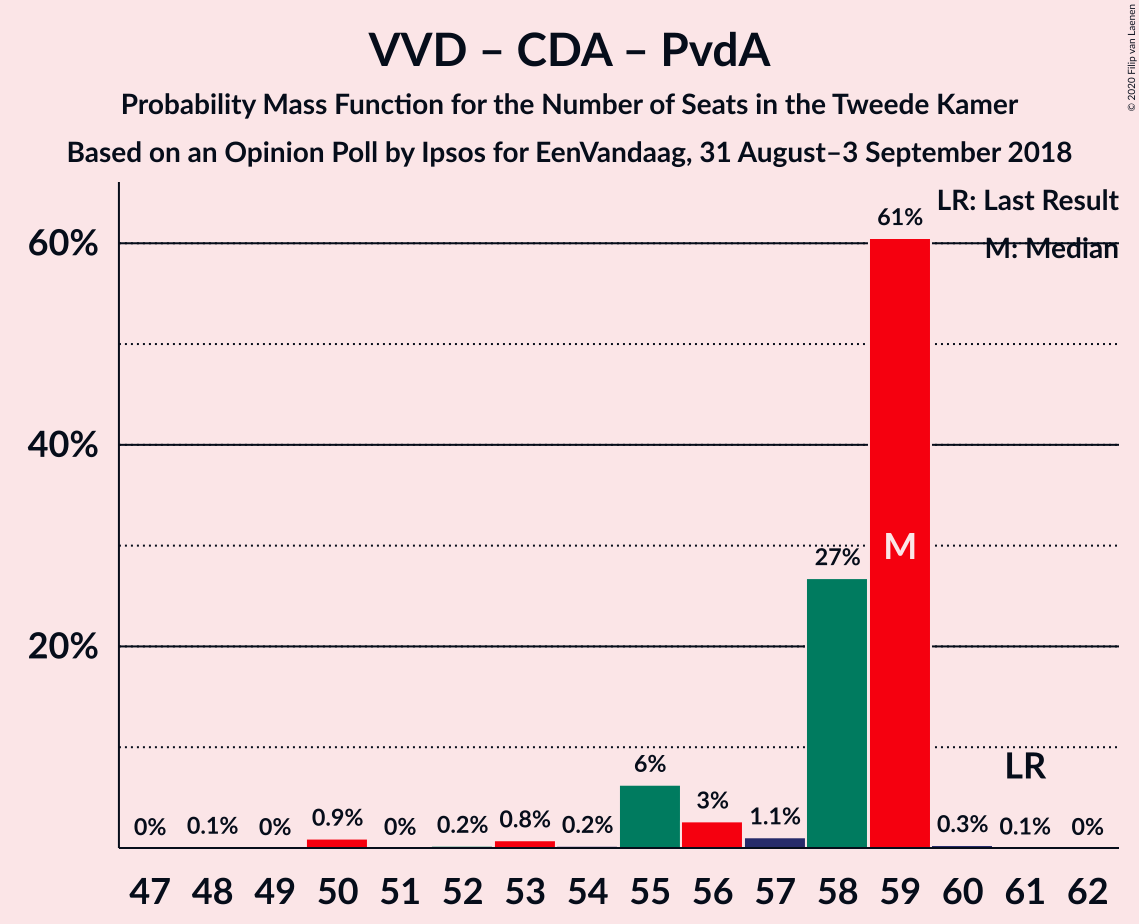 VVD – CDA – PvdA
Probability Mass Function for the Number of Seats in the Tweede Kamer
Based on an Opinion Poll by Ipsos for EenVandaag, 31 August–3 September 2018
© 2020 Filip van Laenen
LR: Last Result
M: Median
60%
40%
20%
0% 0.1% 0% 0.9% 0% 0.2% 0.8% 0.2% 6% 3% 1.1% 27% 61% 0.3% 0.1% 0%
M
LR
47 48 49 50 51 52 53 54 55 56 57 58 59 60 61 62